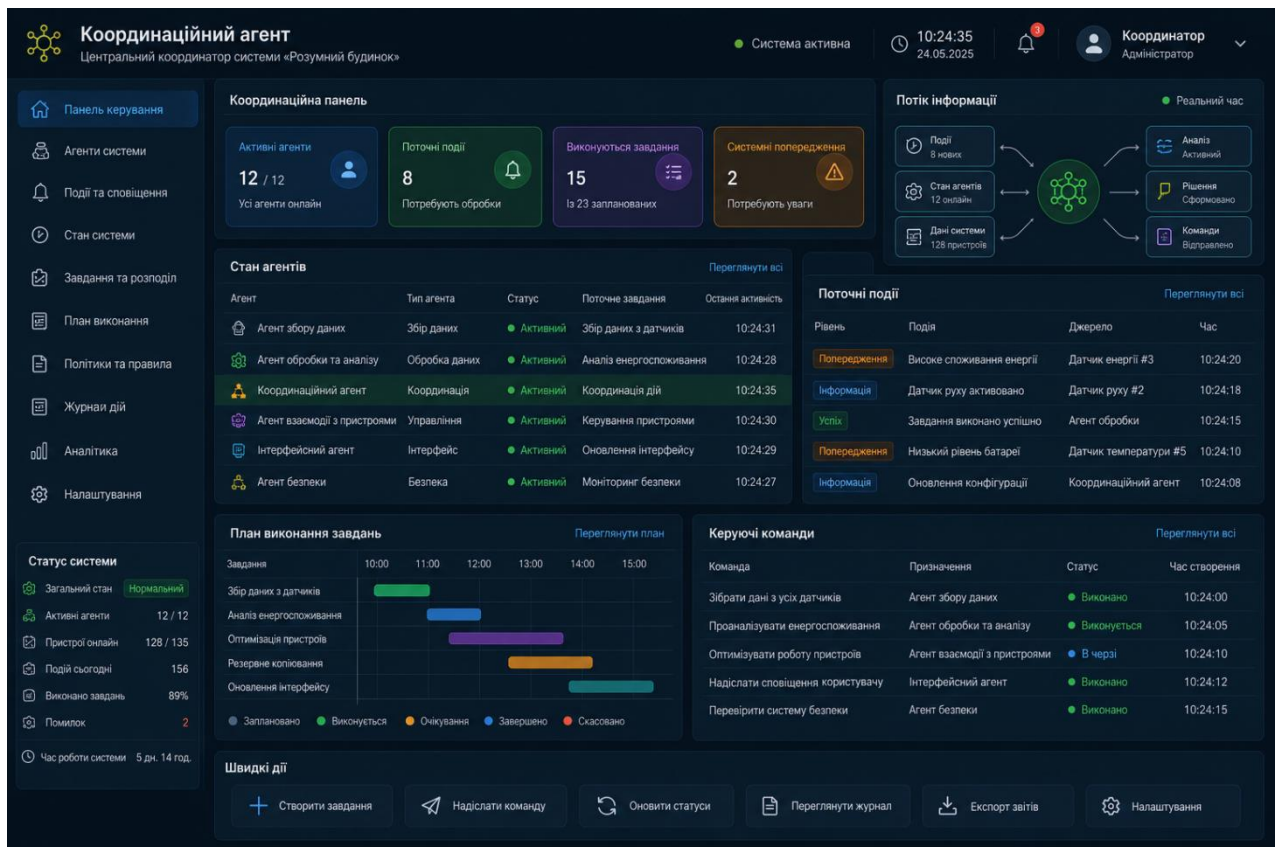 Координаційний агент
Центральний координатор системи «Розумний будинок»
Система активна
10:24:35
24.05.2025
3
Координатор
Адміністратор
Панель керування
Агенти системи
Події та сповіщення
Стан системи
Завдання та розподіл
План виконання
Політики та правила
Журнаи дій
Аналітика
Налаштування
Статус системи
Загальний стан Нормальний
Активні агенти 12 / 12
Пристрої онлайн 128 / 135
Подій сьогодні 156
Виконано завдань 89%
Помилок 2
Час роботи системи 5 дн. 14 год.
Координаційна панель
Активні агенти
12 / 12
Усі агенти онлайн
Поточні події
8
Потребують обробки
Виконуються завдання
15
Із 23 запланованих
Системні попередження
2
Потребують уваги
Потік інформації
Реальний час
Події
8 нових
Стан агентів
12 онлайн
Дані системи
128 пристроїв
Аналіз
Активний
Рішення
Сформовано
Команди
Відправлено
Стан агентів Переглянути всі
Агент Тип агента Статус Поточне завдання Остання активність
Агент збору даних Збір даних Активний Збір даних з датчиків 10:24:31
Агент обробки та аналізу Обробка даних Активний Аналіз енергоспоживання 10:24:28
Координаційний агент Координація Активний Координація дій 10:24:35
Агент взаємодії з пристроями Управління Активний Керування пристроями 10:24:30
Інтерфейсний агент Інтерфейс Активний Оновлення інтерфейсу 10:24:29
Агент безпеки Безпека Активний Моніторинг безпеки 10:24:27
Поточні події Переглянути всі
Рівень Подія Джерело Час
Попередження Високе споживання енергії Датчик енергії #3 10:24:20
Інформація Датчик руху активовано Датчик руху #2 10:24:18
Успіх Завдання виконано успішно Агент обробки 10:24:15
Попередження Низький рівень батареї Датчик температури #5 10:24:10
Інформація Оновлення конфігурації Координаційний агент 10:24:08
План виконання завдань Переглянути план
Завдання 10:00 11:00 12:00 13:00 14:00 15:00
Збір даних з датчиків
Аналіз енергоспоживання
Оптимізація пристроїв
Резервне копіювання
Оновлення інтерфейсу
Заплановано Виконується Очікування Завершено Скасовано
Керуючі команди Переглянути всі
Команда Призначення Статус Час створення
Зібрати дані з усіх датчиків Агент збору даних Виконано 10:24:00
Проаналізувати енергоспоживання Агент обробки та аналізу Виконується 10:24:05
Оптимізувати роботу пристроїв Агент взаємодії з пристроями В черзі 10:24:10
Надіслати сповіщення користувачу Інтерфейсний агент Виконано 10:24:12
Перевірити систему безпеки Агент безпеки Виконано 10:24:15
Швидкі дії
Створити завдання
Надіслати команду
Оновити статуси
Переглянути журнал
Експорт звітів
Налаштування